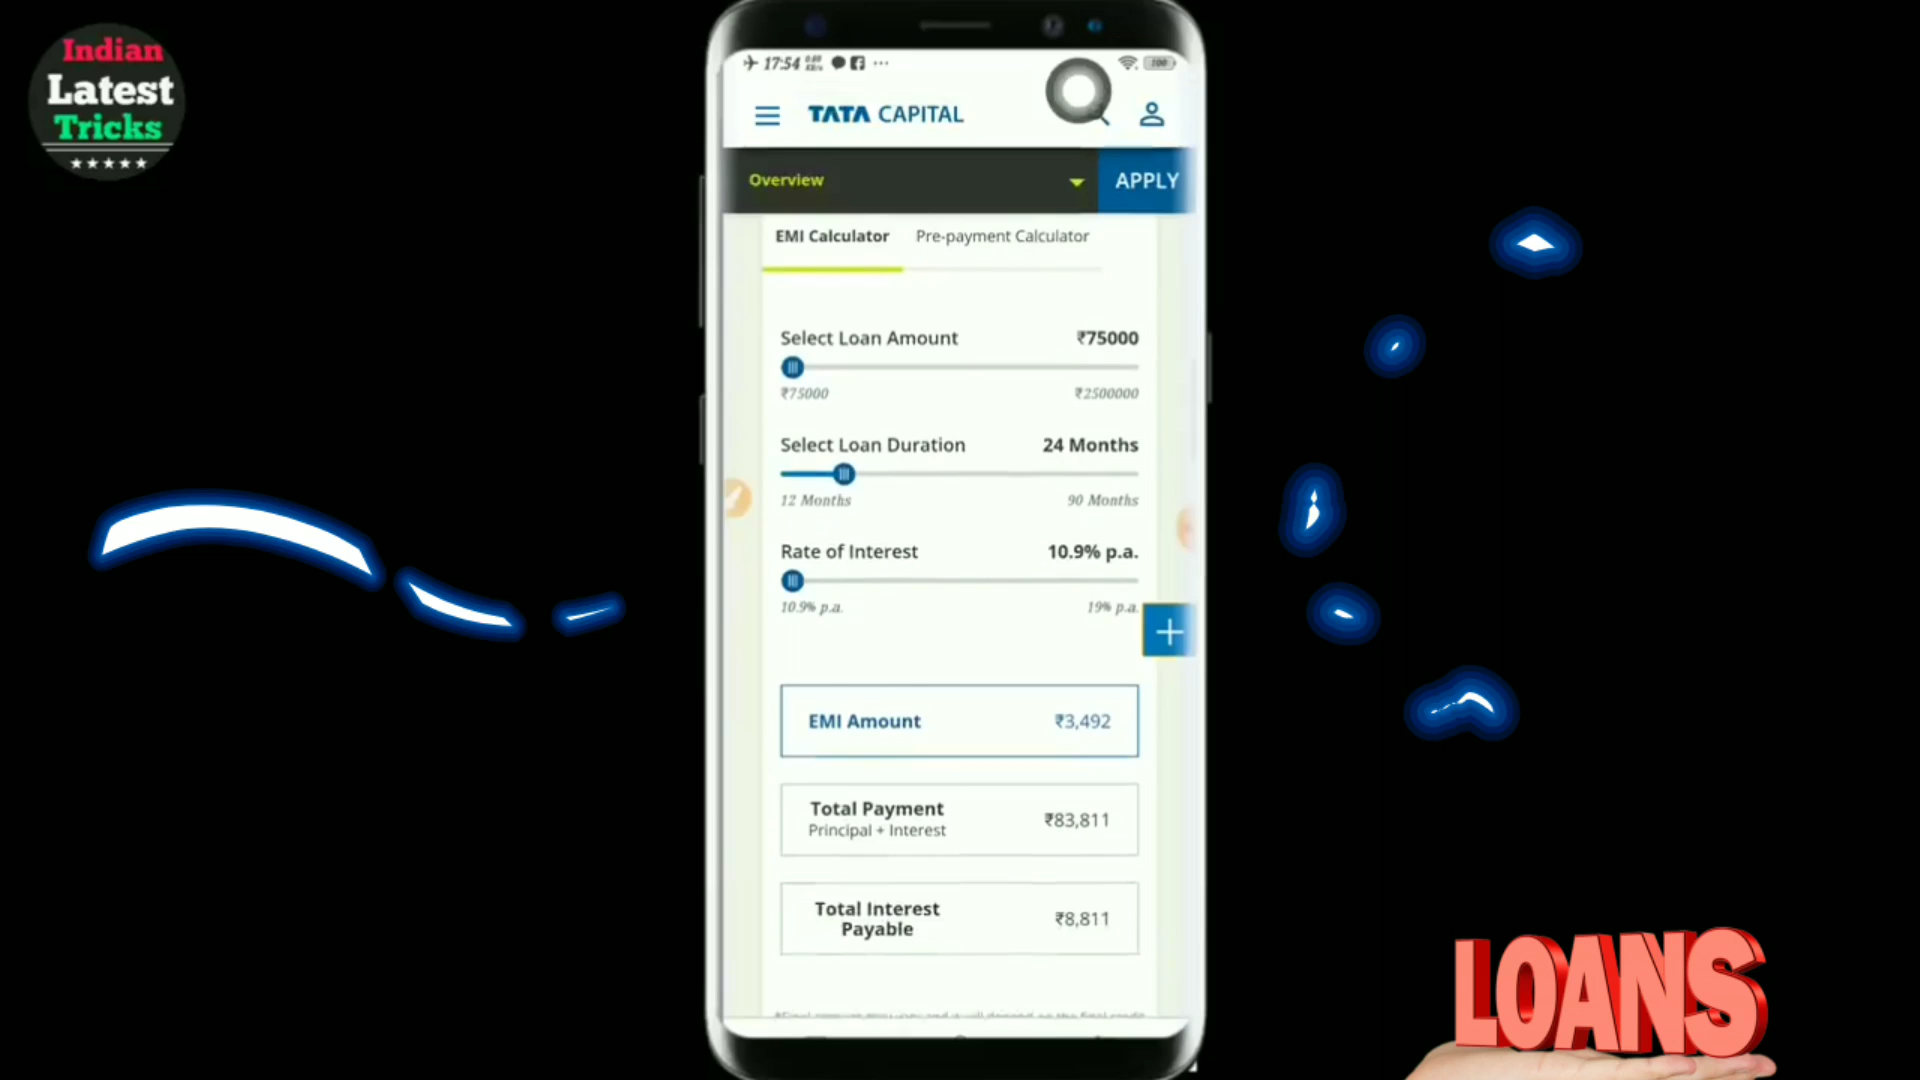 Indian
Latest
Tricks
17:54
100
TATA CAPITAL
Overview
APPLY
EMI Calculator Pre-payment Calculator
Select Loan Amount ₹75000
₹75000 ₹2500000
Select Loan Duration 24 Months
12 Months 90 Months
Rate of Interest 10.9% p.a.
10.9% p.a. 19% p.a.
EMI Amount ₹3,492
Total Payment ₹83,811
Principal + Interest
Total Interest
Payable ₹8,811
LOANS